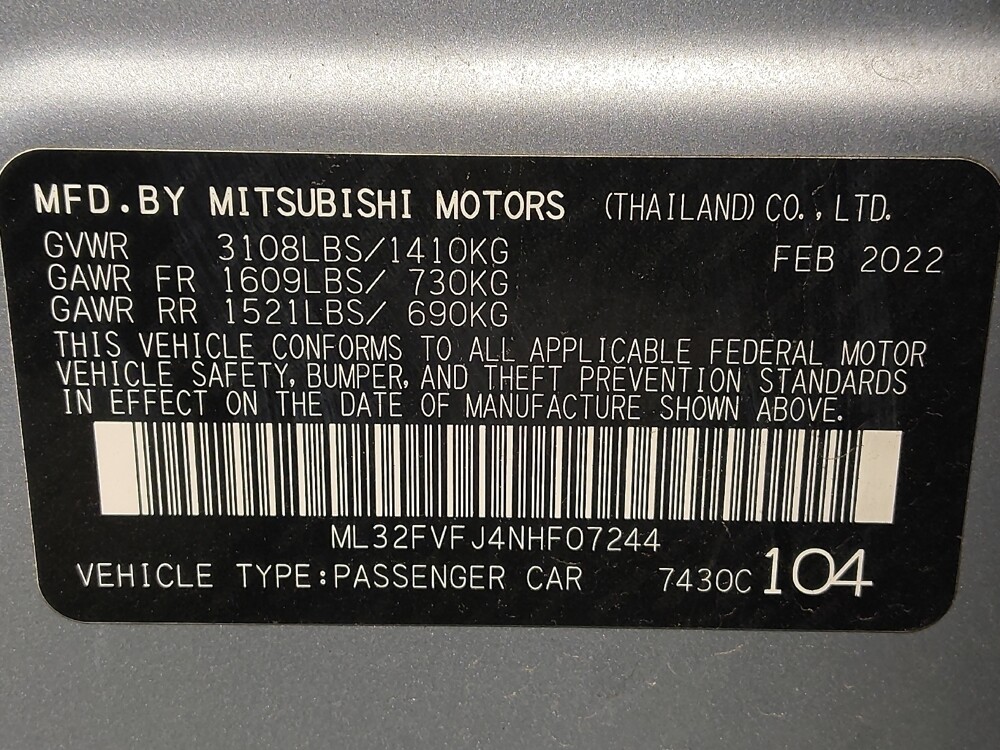 MFD.BY MITSUBISHI MOTORS (THAILAND) CO., LTD.
GVWR 3108LBS/1410KG FEB 2022
GAWR FR 1609LBS/ 730KG
GAWR RR 1521LBS/ 690KG
THIS VEHICLE CONFORMS TO ALL APPLICABLE FEDERAL MOTOR
VEHICLE SAFETY, BUMPER, AND THEFT PREVENTION STANDARDS
IN EFFECT ON THE DATE OF MANUFACTURE SHOWN ABOVE.
ML32FVFJ4NHF07244
VEHICLE TYPE:PASSENGER CAR 7430C 104